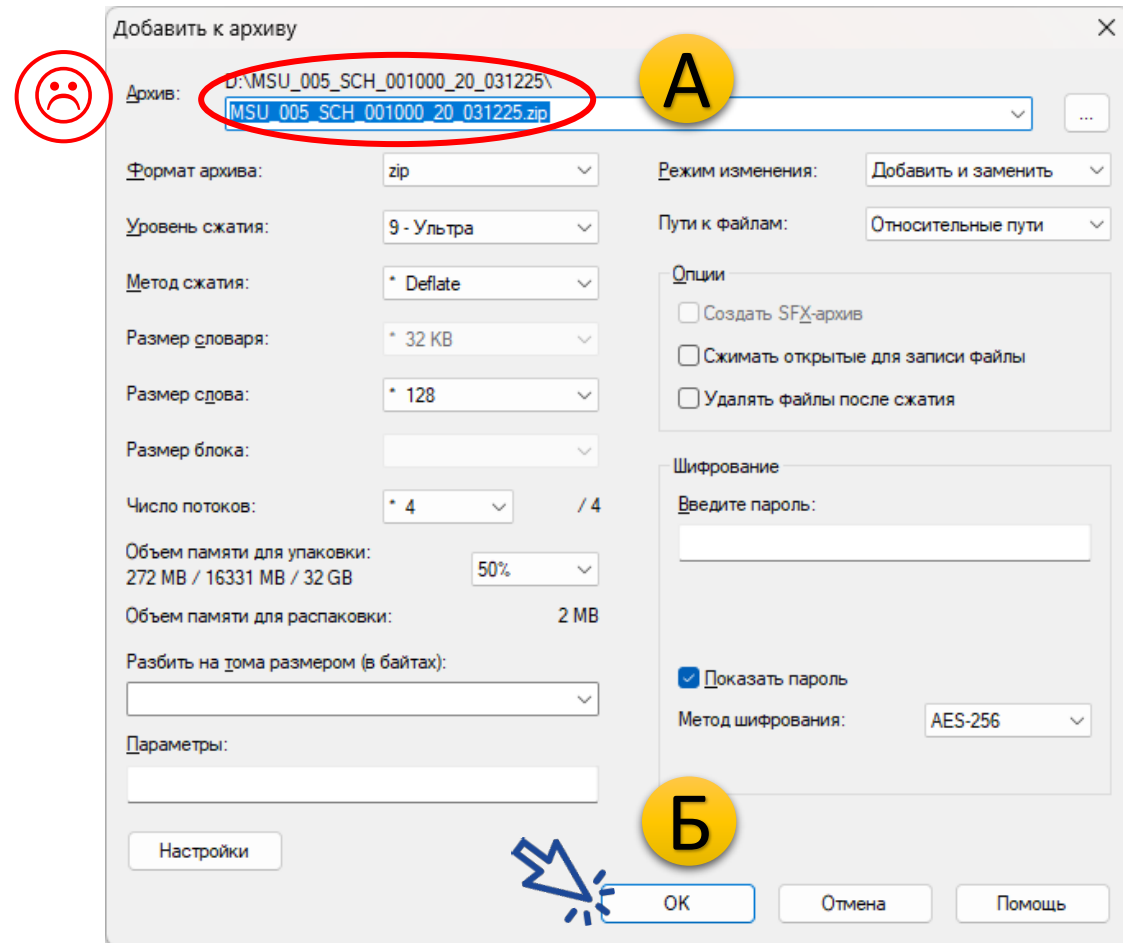 Добавить к архиву
А
Архив:
D:\MSU_005_SCH_001000_20_031225\
MSU_005_SCH_001000_20_031225.zip
...
Формат архива: zip
Режим изменения: Добавить и заменить
Уровень сжатия: 9 - Ультра
Пути к файлам: Относительные пути
Метод сжатия: * Deflate
Опции
Создать SFX-архив
Размер словаря: * 32 KB
Сжимать открытые для записи файлы
Размер слова: * 128
Удалять файлы после сжатия
Размер блока:
Шифрование
Число потоков: * 4 / 4
Введите пароль:
Объем памяти для упаковки:
272 MB / 16331 MB / 32 GB
50%
Объем памяти для распаковки: 2 MB
Разбить на тома размером (в байтах):
Показать пароль
Метод шифрования: AES-256
Параметры:
Б
Настройки
OK
Отмена
Помощь